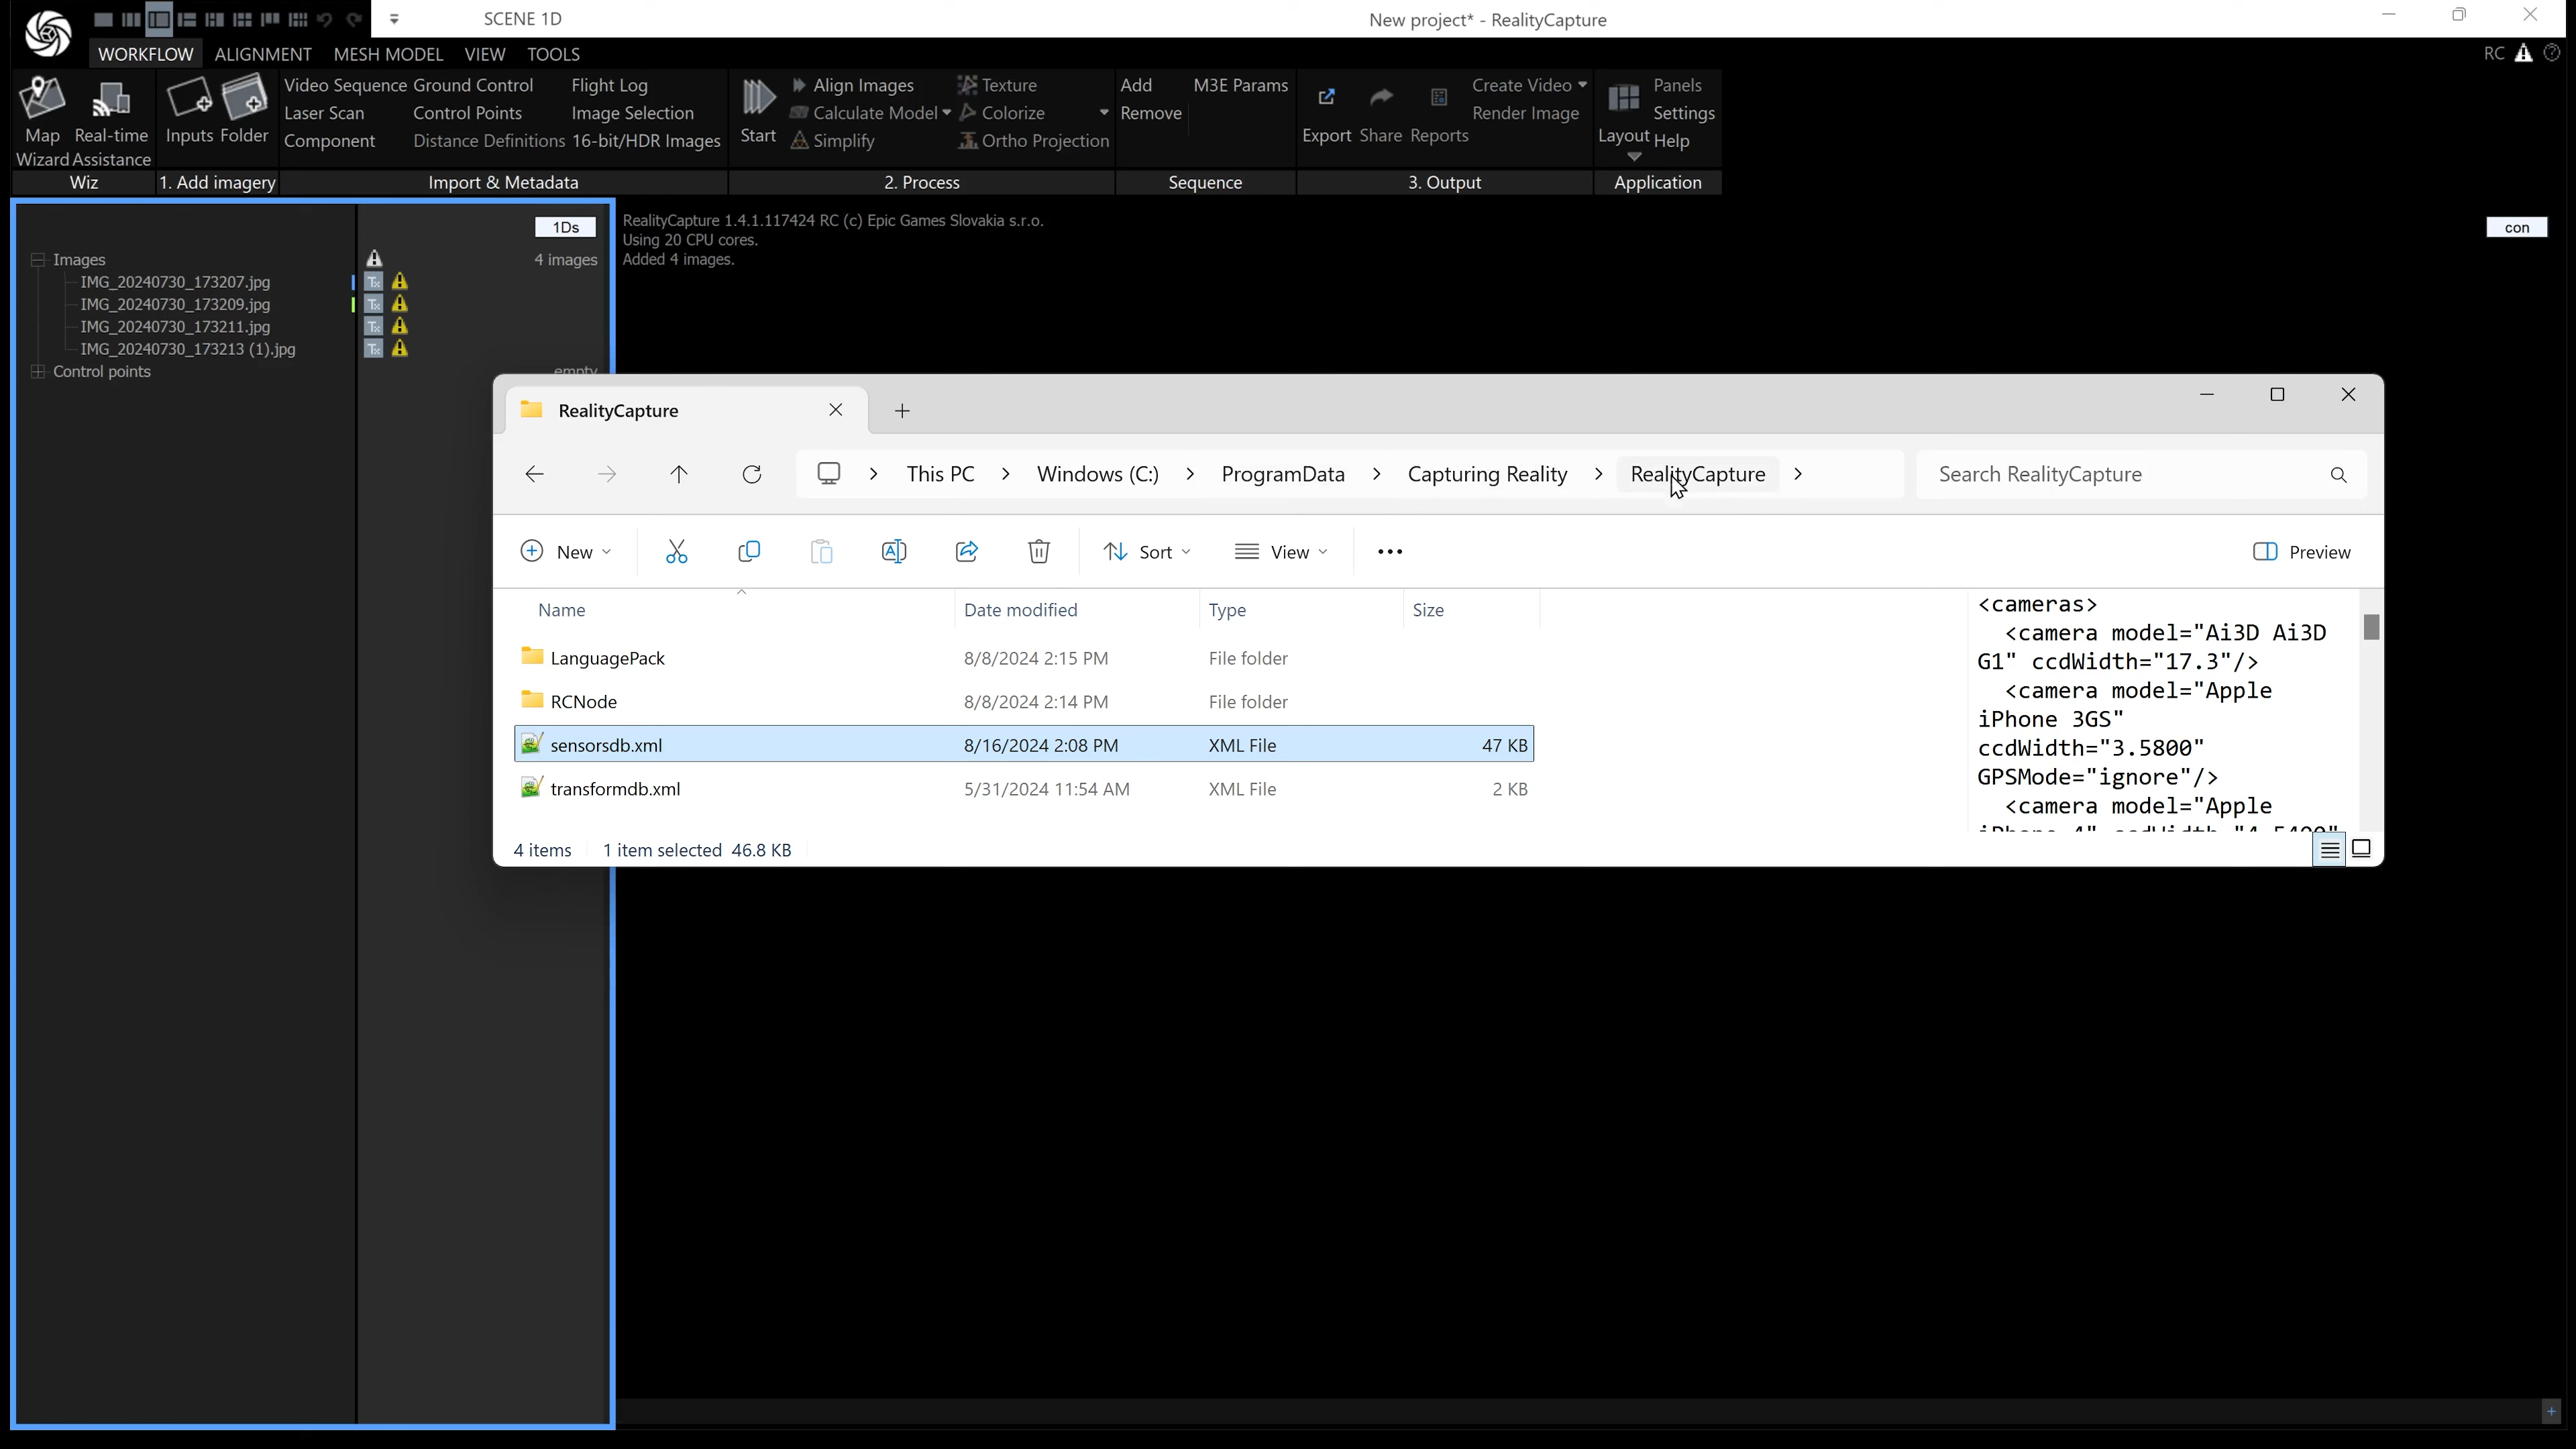 SCENE 1D
New project* - RealityCapture
WORKFLOW ALIGNMENT MESH MODEL VIEW TOOLS
RC
Map Wizard
Real-time Assistance
Wiz
Inputs Folder
1. Add imagery
Video Sequence Ground Control Flight Log
Laser Scan Control Points Image Selection
Component Distance Definitions 16-bit/HDR Images
Import & Metadata
Start
Align Images Texture
Calculate Model Colorize
Simplify Ortho Projection
2. Process
Add M3E Params
Remove
Sequence
Export Share Reports
Create Video
Render Image
3. Output
Layout
Panels
Settings
Help
Application
1Ds
Images 4 images
IMG_20240730_173207.jpg Tx
IMG_20240730_173209.jpg Tx
IMG_20240730_173211.jpg Tx
IMG_20240730_173213 (1).jpg Tx
Control points empty
RealityCapture 1.4.1.117424 RC (c) Epic Games Slovakia s.r.o.
Using 20 CPU cores.
Added 4 images.
con
RealityCapture
This PC > Windows (C:) > ProgramData > Capturing Reality > RealityCapture >
Search RealityCapture
New Sort View Preview
Name Date modified Type Size
LanguagePack 8/8/2024 2:15 PM File folder
RCNode 8/8/2024 2:14 PM File folder
sensorsdb.xml 8/16/2024 2:08 PM XML File 47 KB
transformdb.xml 5/31/2024 11:54 AM XML File 2 KB
<cameras>
<camera model="Ai3D Ai3D
G1" ccdWidth="17.3"/>
<camera model="Apple
iPhone 3GS"
ccdWidth="3.5800"
GPSMode="ignore"/>
<camera model="Apple
iPhone 4" ccdWidth="4.5400"
4 items 1 item selected 46.8 KB